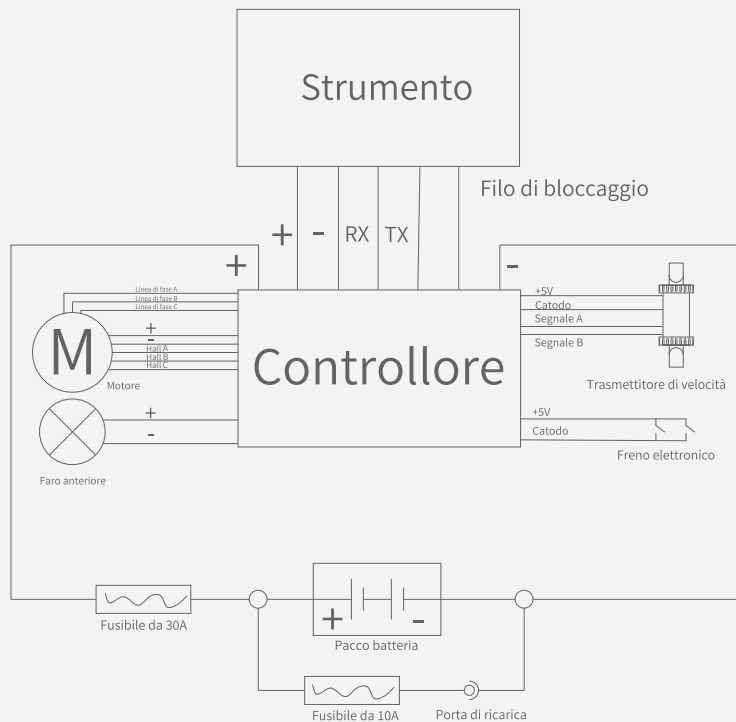 Strumento
Filo di bloccaggio
+ - RX TX
+
-
Linea di fase A
Linea di fase B
Linea di fase C
+
-
Hall A
Hall B
Hall C
M
Motore
Controllore
+5V
Catodo
Segnale A
Segnale B
Trasmettitore di velocità
+
-
Faro anteriore
+5V
Catodo
Freno elettronico
Fusibile da 30A
+ -
Pacco batteria
Fusibile da 10A
Porta di ricarica